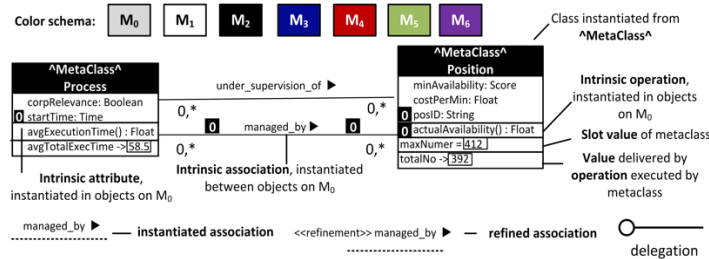 Color schema: M0 M1 M2 M3 M4 M5 M6
Class instantiated from
^MetaClass^
^MetaClass^
Process
corpRelevance: Boolean
0 startTime: Time
avgExecutionTime() : Float
avgTotalExecTime -> 58.5
under_supervision_of ▶
0,*
0,*
0
managed_by ▶
0
0,*
0,*
^MetaClass^
Position
minAvailability: Score
costPerMin: Float
0 posID: String
0 actualAvailability() : Float
maxNumer = 412
totalNo -> 392
Intrinsic operation,
instantiated in objects
on M0
Slot value of metaclass
Value delivered by
operation executed by
metaclass
Intrinsic attribute,
instantiated in objects on M0
Intrinsic association, instantiated
between objects on M0
managed_by ▶
instantiated association
<<refinement>> managed_by ▶
refined association
delegation